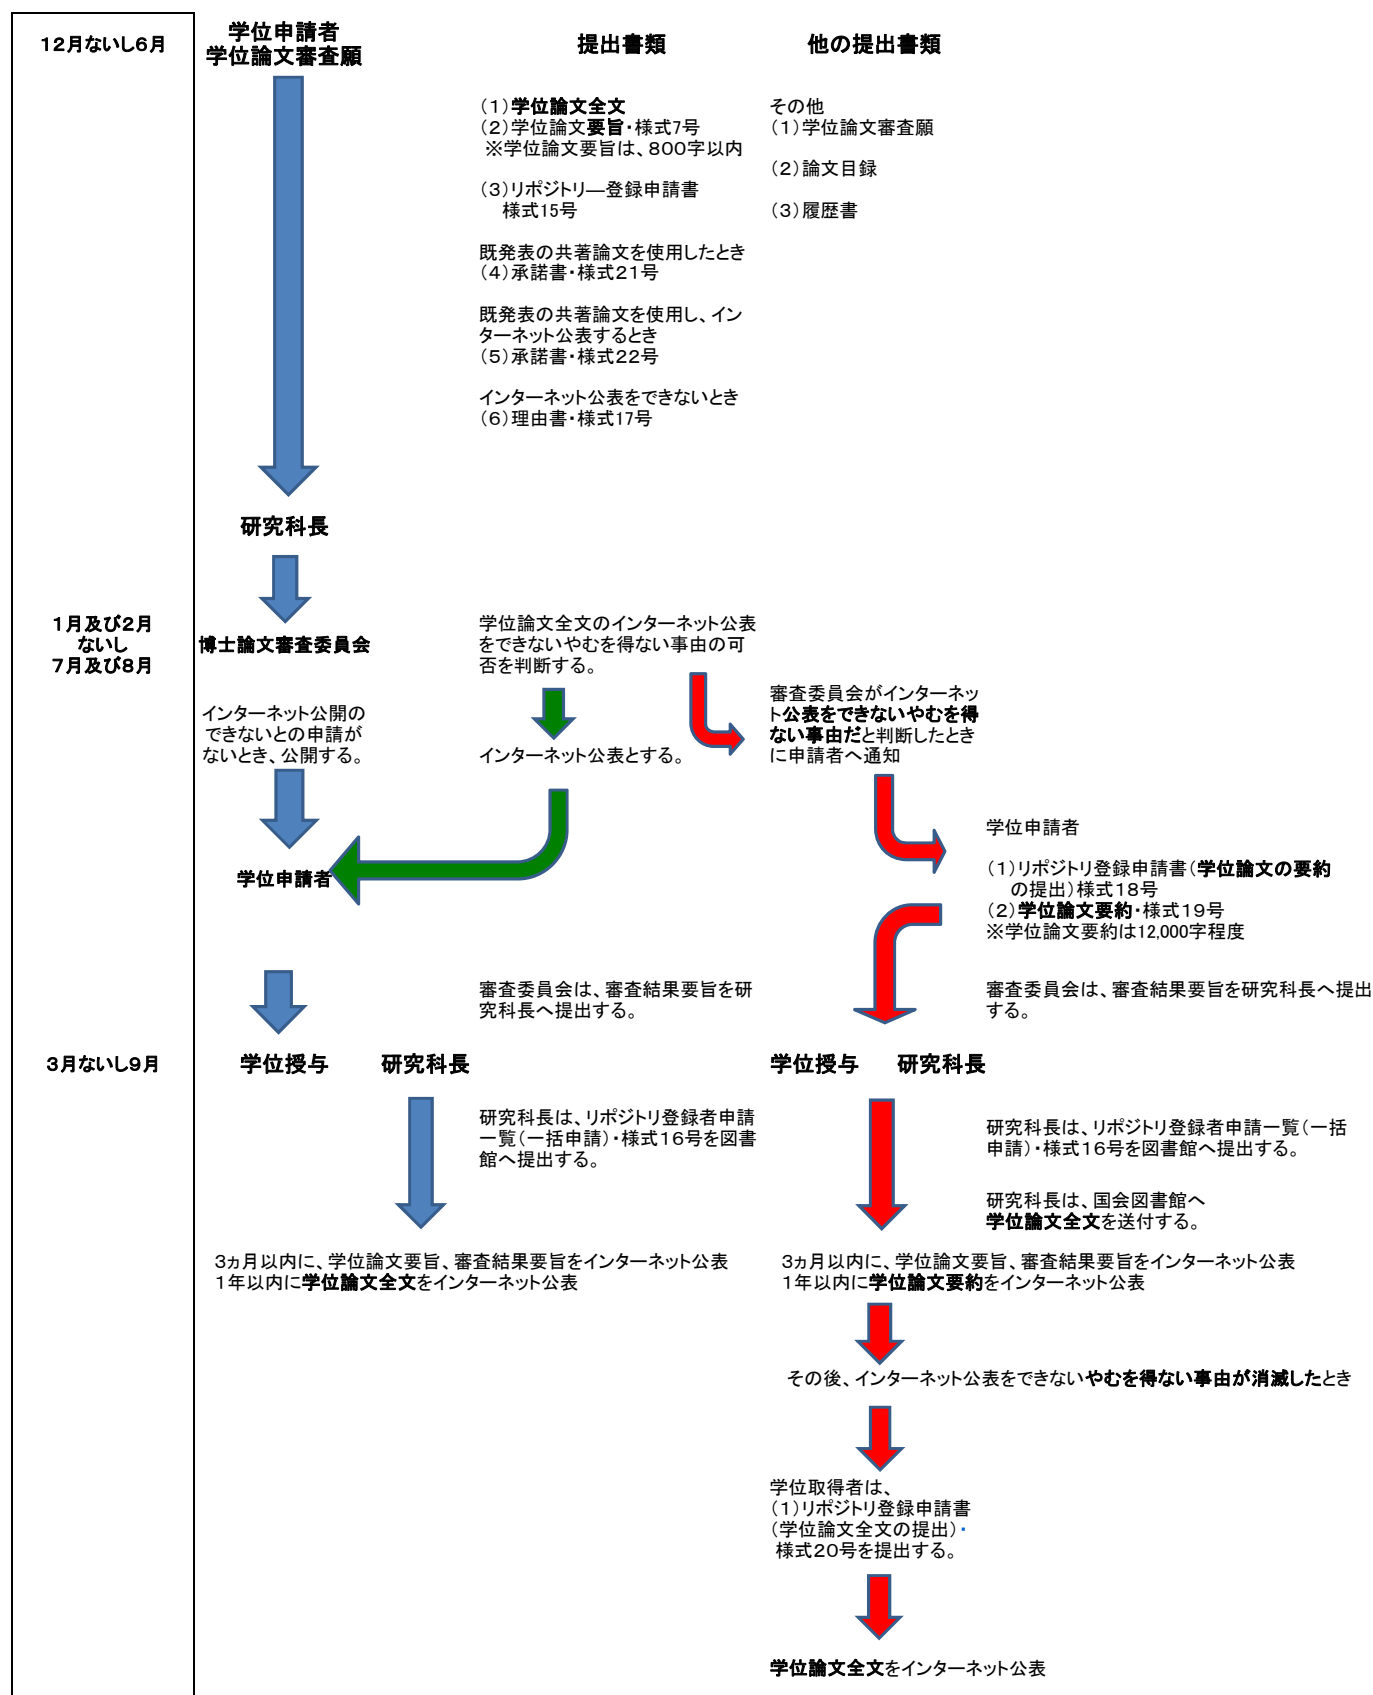 12月ないし6月
学位申請者
学位論文審査願
提出書類
他の提出書類
（1）学位論文全文
（2）学位論文要旨・様式7号
※学位論文要旨は、800字以内
（3）リポジトリ―登録申請書
様式15号
既発表の共著論文を使用したとき
（4）承諾書・様式21号
既発表の共著論文を使用し、イン
ターネット公表するとき
（5）承諾書・様式22号
インターネット公表をできないとき
（6）理由書・様式17号
その他
（1）学位論文審査願
（2）論文目録
（3）履歴書
研究科長
1月及び2月
ないし
7月及び8月
博士論文審査委員会
学位論文全文のインターネット公表
をできないやむを得ない事由の可
否を判断する。
インターネット公開の
できないとの申請が
ないとき、公開する。
インターネット公表とする。
審査委員会がインターネッ
ト公表をできないやむを得
ない事由だと判断したとき
に申請者へ通知
学位申請者
学位申請者
（1）リポジトリ登録申請書（学位論文の要約
の提出）様式18号
（2）学位論文要約・様式19号
※学位論文要約は12,000字程度
審査委員会は、審査結果要旨を研
究科長へ提出する。
審査委員会は、審査結果要旨を研究科長へ提出
する。
3月ないし9月
学位授与
研究科長
学位授与
研究科長
研究科長は、リポジトリ登録者申請
一覧（一括申請）・様式16号を図書
館へ提出する。
研究科長は、リポジトリ登録者申請一覧（一括
申請）・様式16号を図書館へ提出する。
研究科長は、国会図書館へ
学位論文全文を送付する。
3ヵ月以内に、学位論文要旨、審査結果要旨をインターネット公表
1年以内に学位論文全文をインターネット公表
3ヵ月以内に、学位論文要旨、審査結果要旨をインターネット公表
1年以内に学位論文要約をインターネット公表
その後、インターネット公表をできないやむを得ない事由が消滅したとき
学位取得者は、
（1）リポジトリ登録申請書
（学位論文全文の提出）・
様式20号を提出する。
学位論文全文をインターネット公表